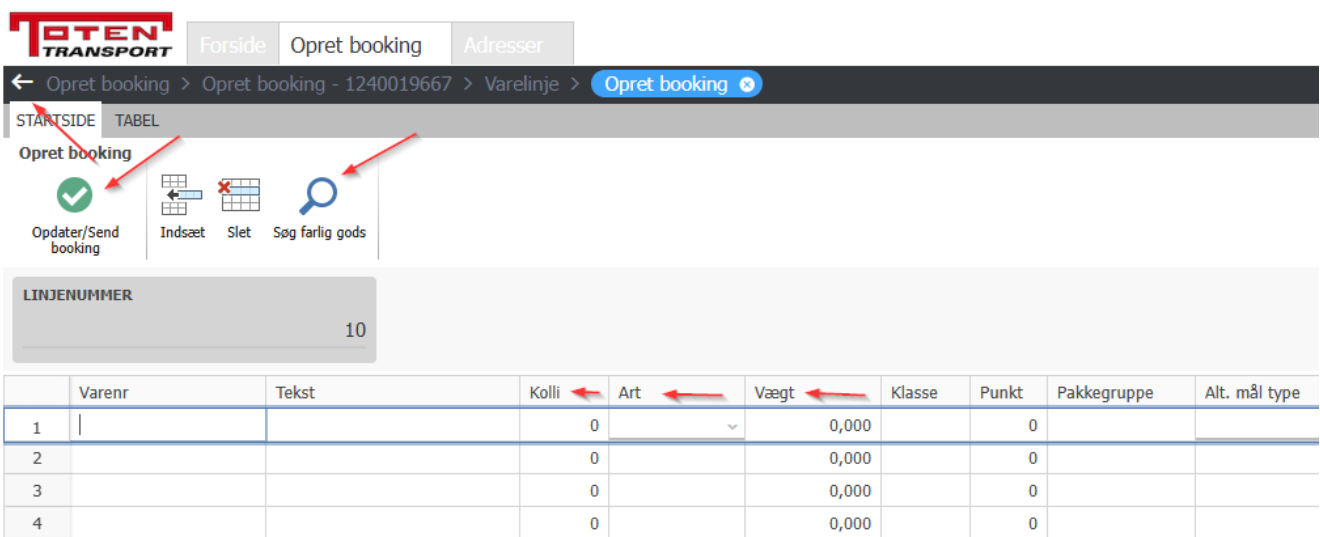 TOTEN
TRANSPORT
Forside Opret booking Adresser
Opret booking > Opret booking - 1240019667 > Varelinje > Opret booking
STARTSIDE TABEL
Opret booking
Opdater/Send booking
Indsæt Slet Søg farlig gods
LINJENUMMER
10
Varenr Tekst Kolli Art Vægt Klasse Punkt Pakkegruppe Alt. mål type
1 0 0,000 0
2 0 0,000 0
3 0 0,000 0
4 0 0,000 0